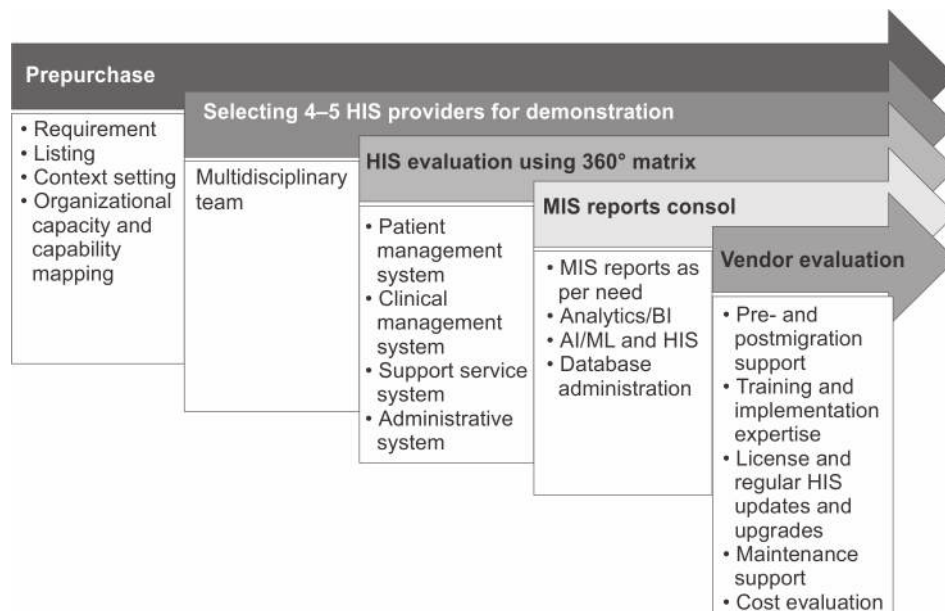 Prepurchase
• Requirement
• Listing
• Context setting
• Organizational
capacity and
capability
mapping
Selecting 4–5 HIS providers for demonstration
Multidisciplinary
team
HIS evaluation using 360° matrix
• Patient
management
system
• Clinical
management
system
• Support service
system
• Administrative
system
MIS reports consol
• MIS reports as
per need
• Analytics/BI
• AI/ML and HIS
• Database
administration
Vendor evaluation
• Pre- and
postmigration
support
• Training and
implementation
expertise
• License and
regular HIS
updates and
upgrades
• Maintenance
support
• Cost evaluation